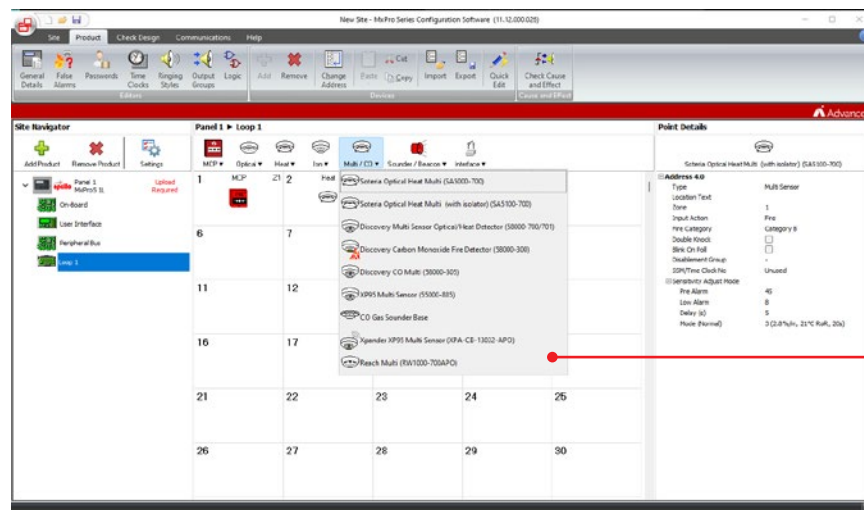 New Site - MxPro Series Configuration Software (11.12.000.028)
Site Product Check Design Communications Help
General Details False Alarms Passwords Time Clocks Ringing Styles Output Groups Logic Add Remove Change Address Paste Cut Copy Import Export Quick Edit Check Cause and Effect
Editors Devices Cause and Effect
Advance
Site Navigator Panel 1 Loop 1 Point Details
Add Product Remove Product Settings MCP Optical Heat Ion Multi / CO Sounder / Beacon Interface Soteria Optical Heat Multi (with isolator) (SA5100-700)
apollo Panel 1 MxPro5 1L Upload Required
On-Board
User Interface
Peripheral Bus
Loop 1
1 MCP Z1 2 Heat
6 7
11 12
16 17
21 22 23 24 25
26 27 28 29 30
Soteria Optical Heat Multi (SA5000-700)
Soteria Optical Heat Multi (with isolator) (SA5100-700)
Discovery Multi Sensor Optical/Heat Detector (58000-700/701)
Discovery Carbon Monoxide Fire Detector (58000-300)
Discovery CO Multi (58000-305)
XP95 Multi Sensor (55000-885)
CO Gas Sounder Base
Xpander XP95 Multi Sensor (XPA-CB-13032-APO)
Reach Multi (RW1000-700APO)
Address 4.0
Type Multi Sensor
Location Text
Zone 1
Input Action Fire
Fire Category Category B
Double Knock
Blink On Poll
Disablement Group -
SSM/Time Clock No Unused
Sensitivity Adjust Mode
Pre Alarm 45
Low Alarm 8
Delay (s) 5
Mode (Normal)